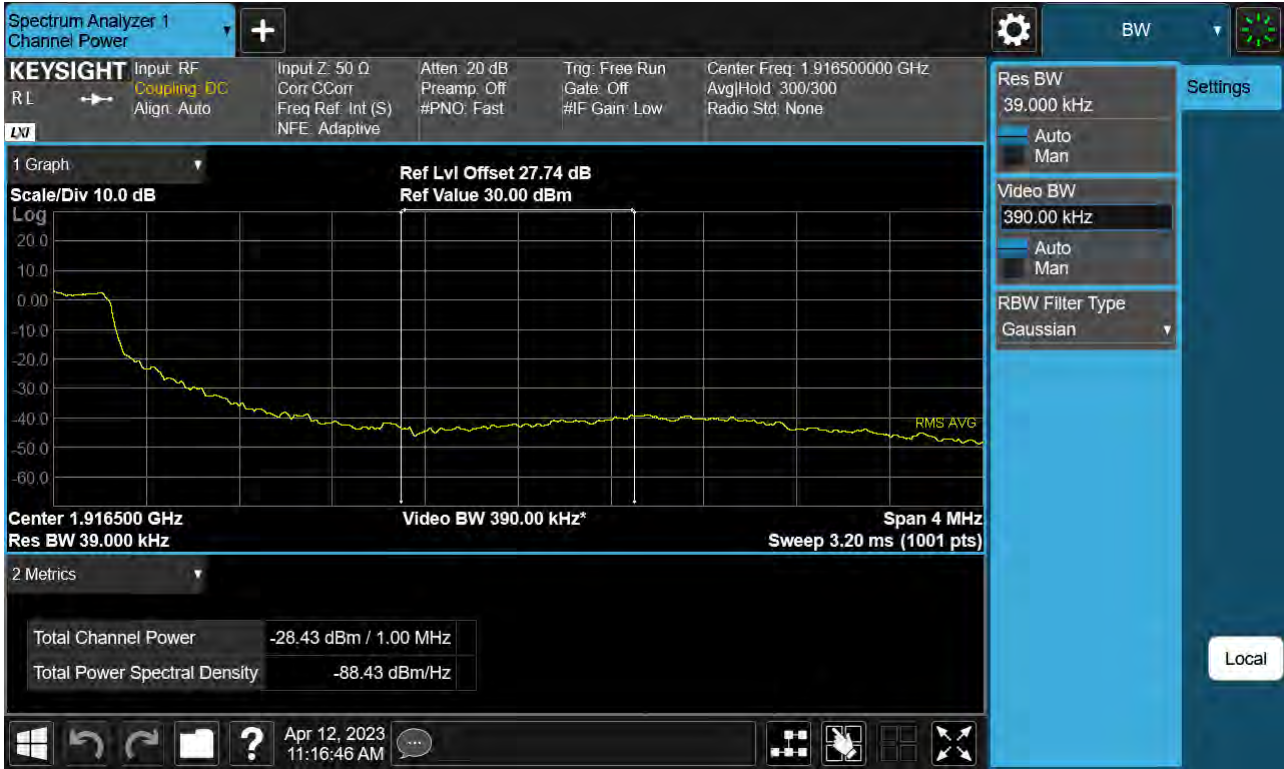 Spectrum Analyzer 1
Channel Power
+
BW
KEYSIGHT
RL
LXI
Input: RF
Coupling: DC
Align: Auto
Input Z: 50 Ω
Corr CCorr
Freq Ref: Int (S)
NFE: Adaptive
Atten: 20 dB
Preamp: Off
#PNO: Fast
Trig: Free Run
Gate: Off
#IF Gain: Low
Center Freq: 1.916500000 GHz
Avg|Hold: 300/300
Radio Std: None
Res BW
39.000 kHz
Auto
Man
Video BW
390.00 kHz
Auto
Man
RBW Filter Type
Gaussian
Settings
Local
1 Graph
Scale/Div 10.0 dB
Ref Lvl Offset 27.74 dB
Ref Value 30.00 dBm
Log
20.0
10.0
0.00
-10.0
-20.0
-30.0
-40.0
-50.0
-60.0
RMS AVG
Center 1.916500 GHz
Video BW 390.00 kHz*
Span 4 MHz
Res BW 39.000 kHz
Sweep 3.20 ms (1001 pts)
2 Metrics
Total Channel Power -28.43 dBm / 1.00 MHz
Total Power Spectral Density -88.43 dBm/Hz
?
Apr 12, 2023
11:16:46 AM